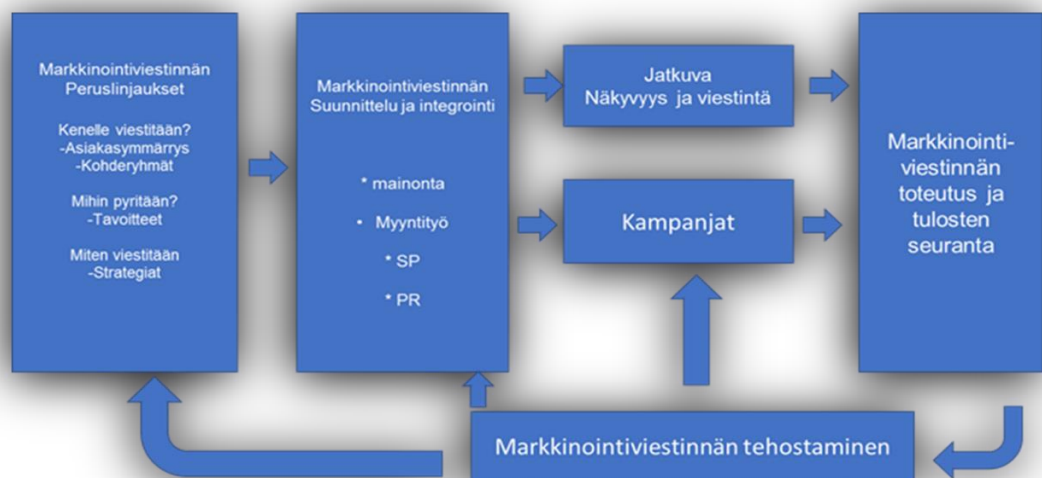 Markkinointiviestinnän
Peruslinjaukset
Kenelle viestitään?
-Asiakasymmärrys
-Kohderyhmät
Mihin pyritään?
-Tavoitteet
Miten viestitään
-Strategiat
Markkinointiviestinnän
Suunnittelu ja integrointi
* mainonta
• Myyntityö
* SP
* PR
Jatkuva
Näkyvyys ja viestintä
Kampanjat
Markkinointi-
viestinnän
toteutus ja
tulosten
seuranta
Markkinointiviestinnän tehostaminen